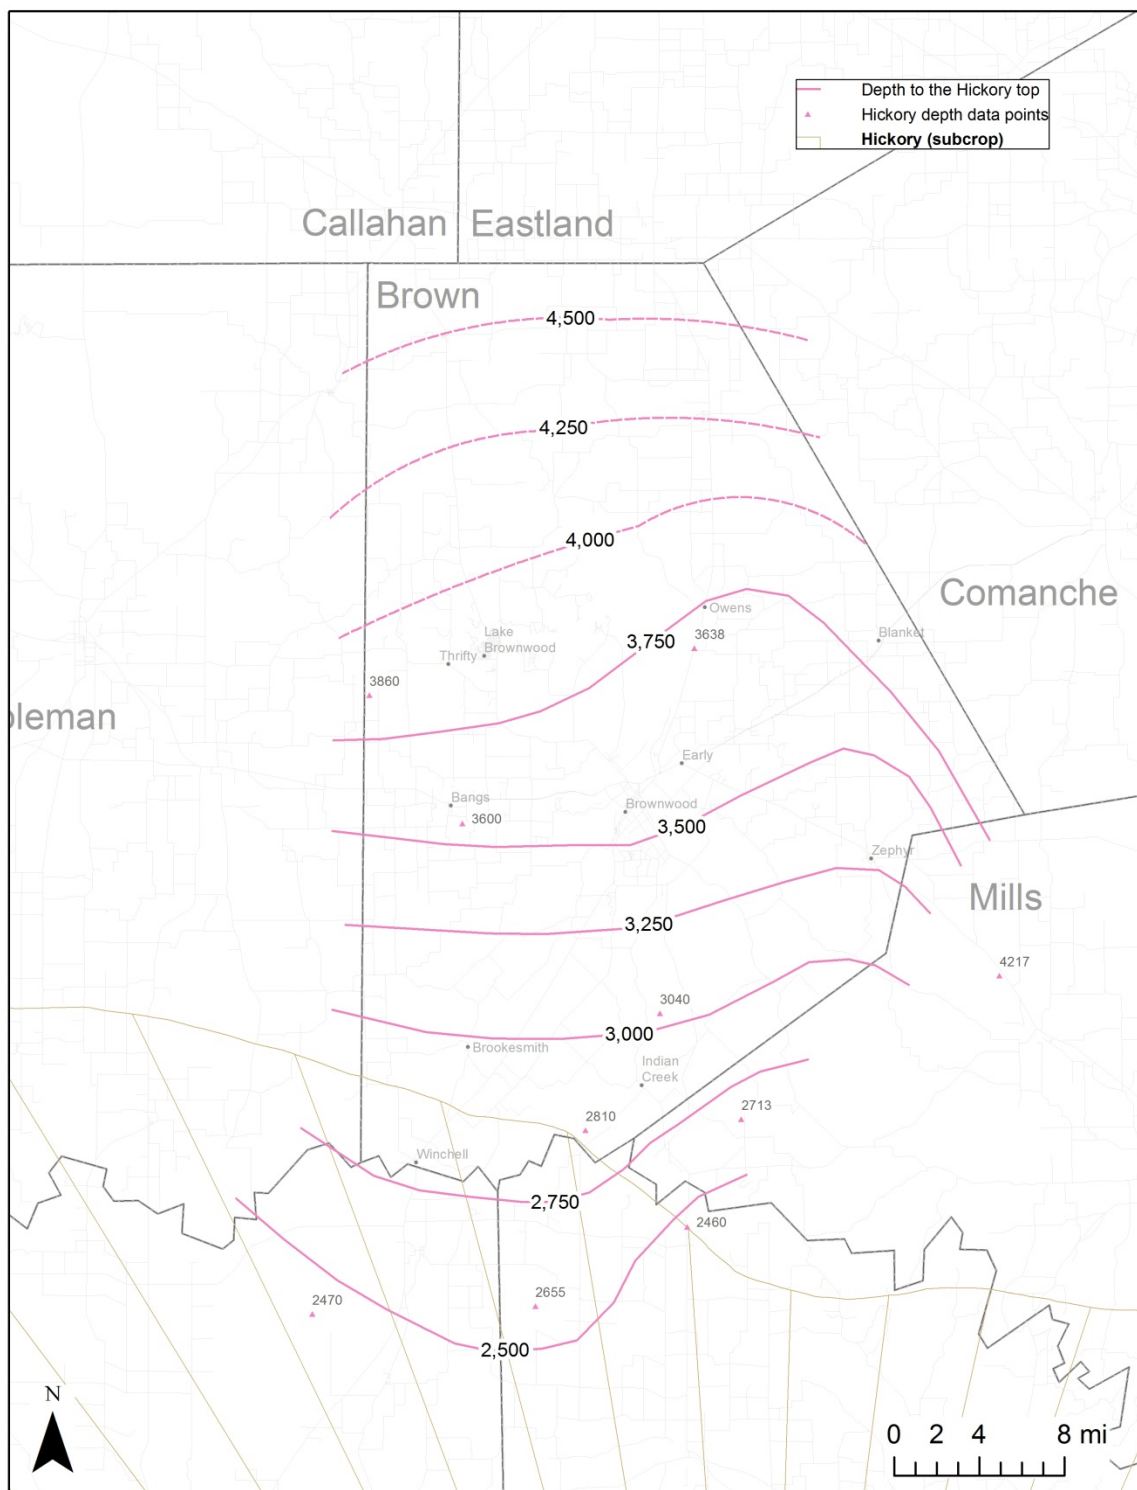 Depth to the Hickory top
Hickory depth data points
Hickory (subcrop)
Callahan
Eastland
Brown
4,500
4,250
4,000
Comanche
Owens
3,750
3638
Blanket
Lake
Brownwood
Thrifty
3860
oleman
Early
Bangs
3600
Brownwood
3,500
Zephyr
Mills
3,250
4217
3040
3,000
Brookesmith
Indian
Creek
2810
2713
Winchell
2,750
2460
2655
2470
2,500
N
0 2 4 8 mi